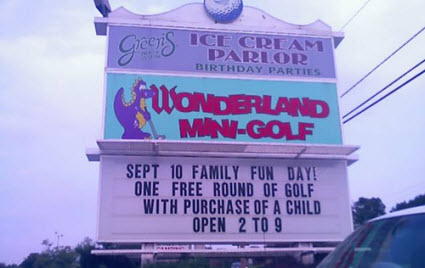 Green's
ICE CREAM
PARLOR
BIRTHDAY PARTIES
WONDERLAND
MINI-GOLF
SEPT 10 FAMILY FUN DAY!
ONE FREE ROUND OF GOLF
WITH PURCHASE OF A CHILD
OPEN 2 TO 9